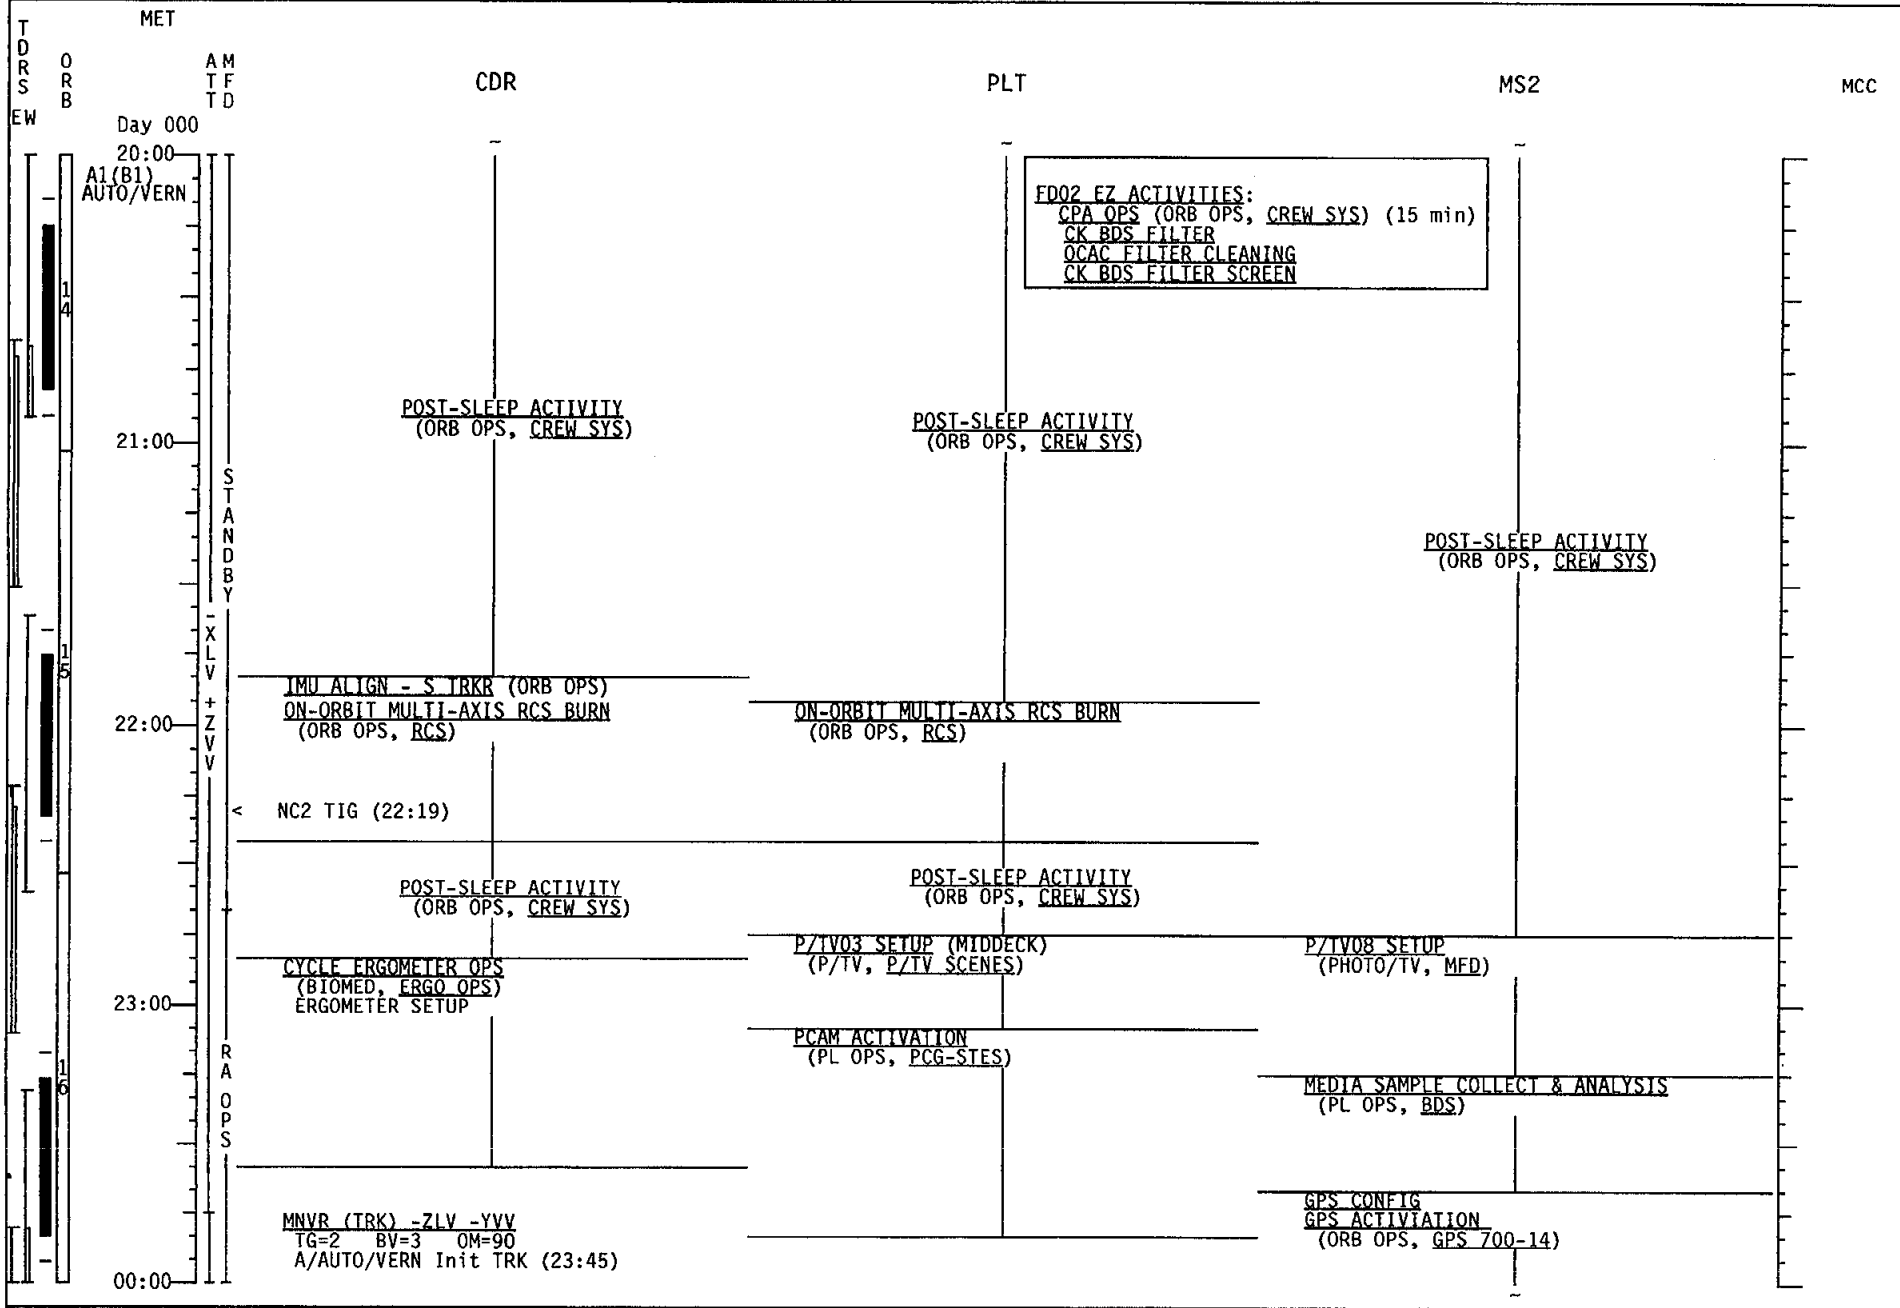 MET
TDRS
EW
ORB
ATT
MFD
CDR
PLT
MS2
MCC
Day 000
20:00
A1(B1)
AUTO/VERN
FD02 EZ ACTIVITIES:
CPA OPS (ORB OPS, CREW SYS) (15 min)
CK BDS FILTER
OCAC FILTER CLEANING
CK BDS FILTER SCREEN
14
POST-SLEEP ACTIVITY
(ORB OPS, CREW SYS)
POST-SLEEP ACTIVITY
(ORB OPS, CREW SYS)
21:00
STANDBY
POST-SLEEP ACTIVITY
(ORB OPS, CREW SYS)
-XLV +ZVV
15
IMU ALIGN - S TRKR (ORB OPS)
ON-ORBIT MULTI-AXIS RCS BURN
(ORB OPS, RCS)
ON-ORBIT MULTI-AXIS RCS BURN
(ORB OPS, RCS)
22:00
< NC2 TIG (22:19)
POST-SLEEP ACTIVITY
(ORB OPS, CREW SYS)
POST-SLEEP ACTIVITY
(ORB OPS, CREW SYS)
P/TV03 SETUP (MIDDECK)
(P/TV, P/TV SCENES)
P/TV08 SETUP
(PHOTO/TV, MFD)
CYCLE ERGOMETER OPS
(BIOMED, ERGO OPS)
ERGOMETER SETUP
23:00
PCAM ACTIVATION
(PL OPS, PCG-STES)
RA OPS
16
MEDIA SAMPLE COLLECT & ANALYSIS
(PL OPS, BDS)
GPS CONFIG
GPS ACTIVIATION
(ORB OPS, GPS 700-14)
MNVR (TRK) -ZLV -YVV
TG=2 BV=3 OM=90
A/AUTO/VERN Init TRK (23:45)
00:00